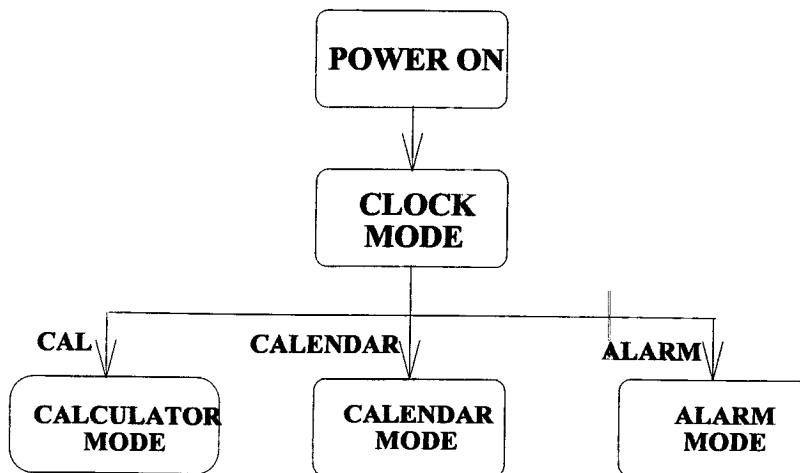 POWER ON
CLOCK
MODE
CAL
CALENDAR
ALARM
CALCULATOR
MODE
CALENDAR
MODE
ALARM
MODE